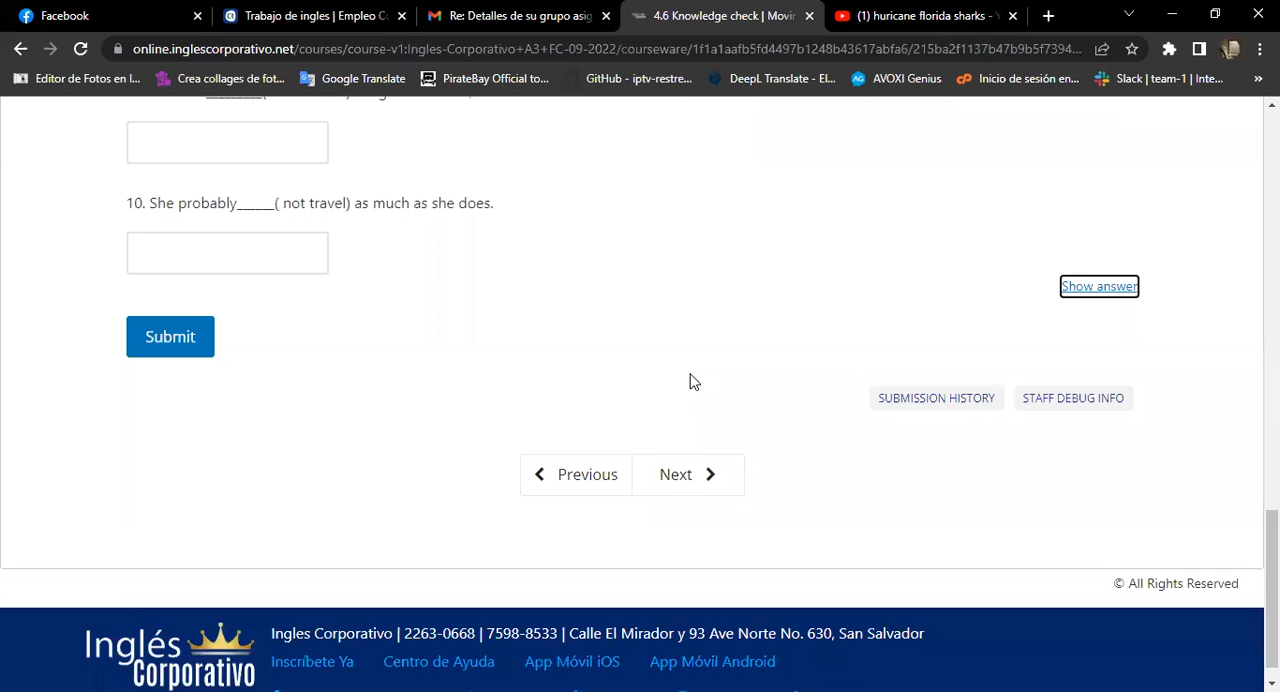 Facebook
Trabajo de ingles | Empleo C
Re: Detalles de su grupo asig
4.6 Knowledge check | Movin
(1) huricane florida sharks - Y
online.inglescorporativo.net/courses/course-v1:Ingles-Corporativo+A3+FC-09-2022/courseware/1f1a1aafb5fd4497b1248b43617abfa6/215ba2f1137b47b9b5f7394...
Editor de Fotos en l...
Crea collages de fot...
Google Translate
PirateBay Official to...
GitHub - iptv-restre...
DeepL Translate - El...
AVOXI Genius
Inicio de sesión en...
Slack | team-1 | Inte...
»
10. She probably______( not travel) as much as she does.
Show answer
Submit
SUBMISSION HISTORY
STAFF DEBUG INFO
Previous
Next
© All Rights Reserved
Inglés
Corporativo
Ingles Corporativo | 2263-0668 | 7598-8533 | Calle El Mirador y 93 Ave Norte No. 630, San Salvador
Inscríbete Ya
Centro de Ayuda
App Móvil iOS
App Móvil Android